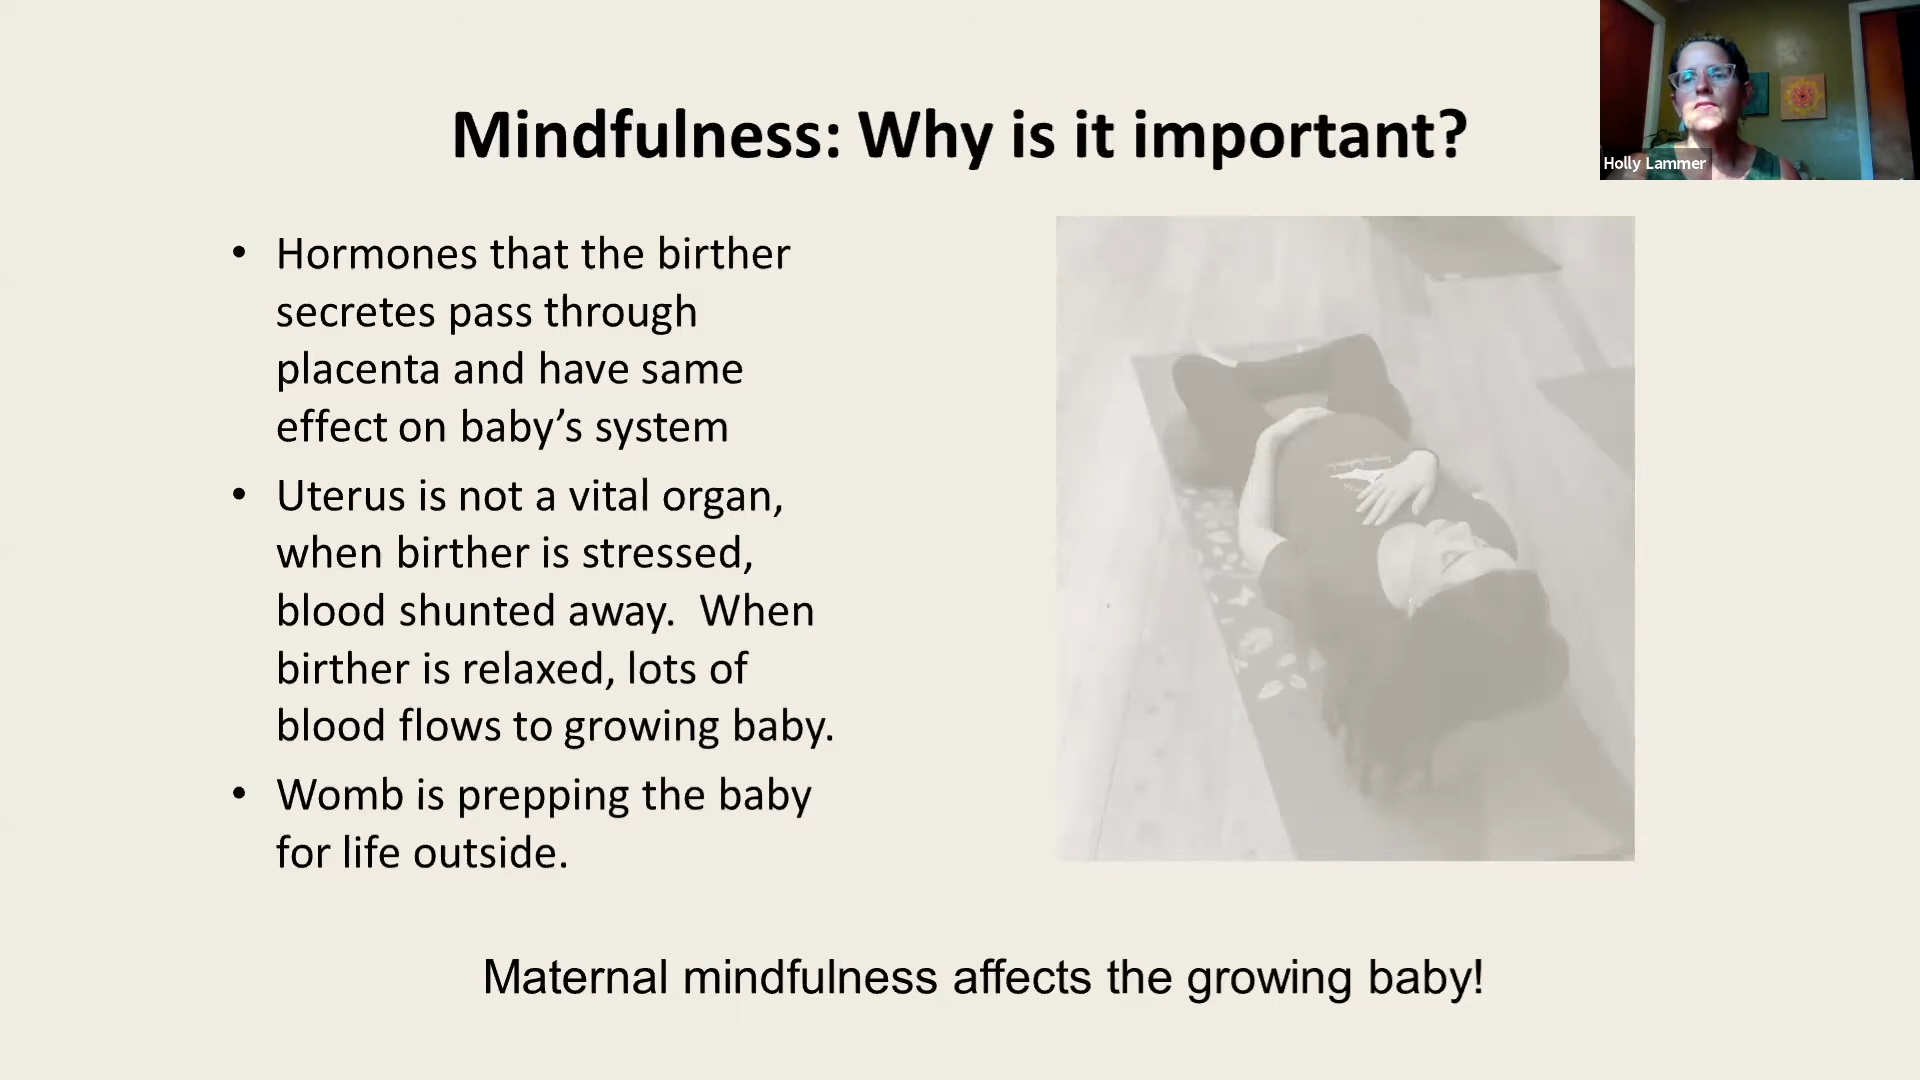 Mindfulness: Why is it important?
Holly Lammer
• Hormones that the birther
secretes pass through
placenta and have same
effect on baby’s system
• Uterus is not a vital organ,
when birther is stressed,
blood shunted away.  When
birther is relaxed, lots of
blood flows to growing baby.
• Womb is prepping the baby
for life outside.
Maternal mindfulness affects the growing baby!